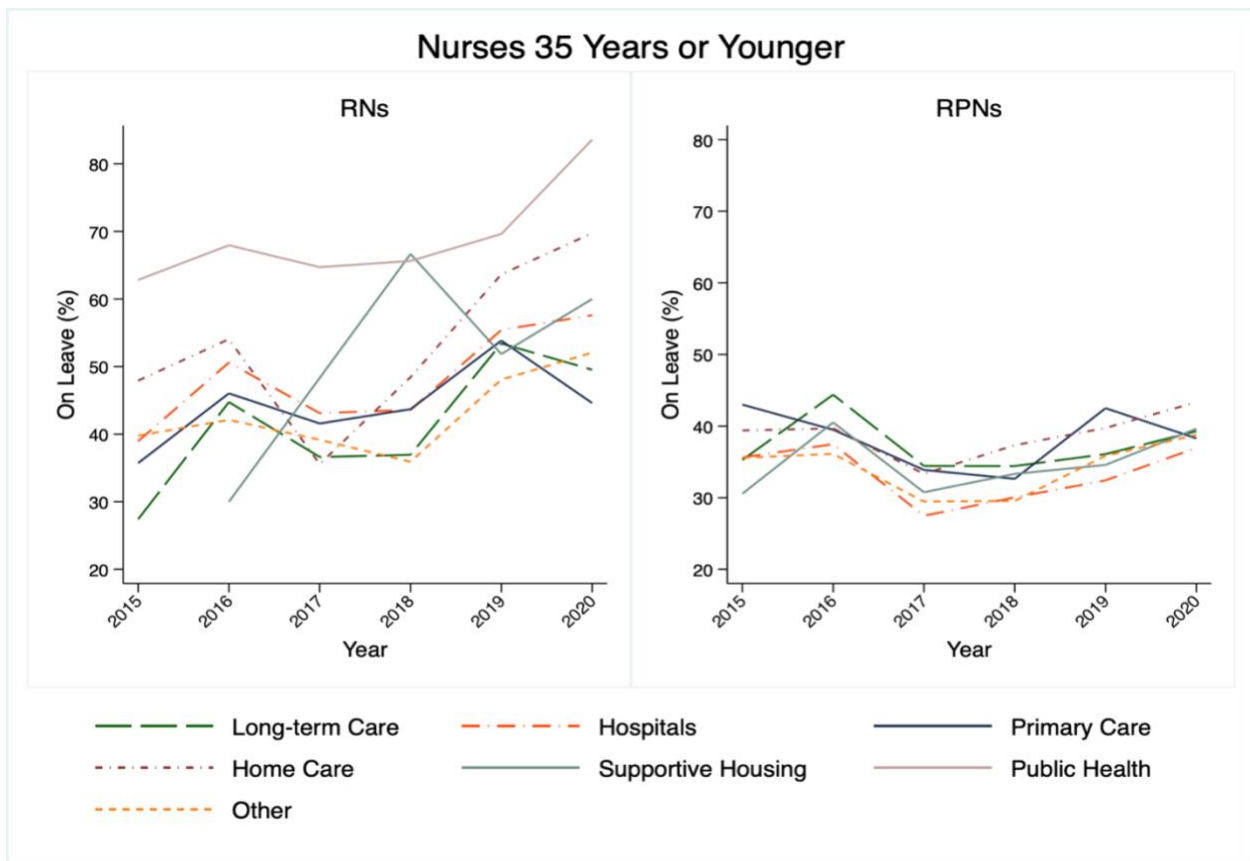 Nurses 35 Years or Younger
RNs
On Leave (%)
80
70
60
50
40
30
20
2015 2016 2017 2018 2019 2020
Year
RPNs
On Leave (%)
80
70
60
50
40
30
20
2015 2016 2017 2018 2019 2020
Year
Long-term Care Hospitals Primary Care
Home Care Supportive Housing Public Health
Other